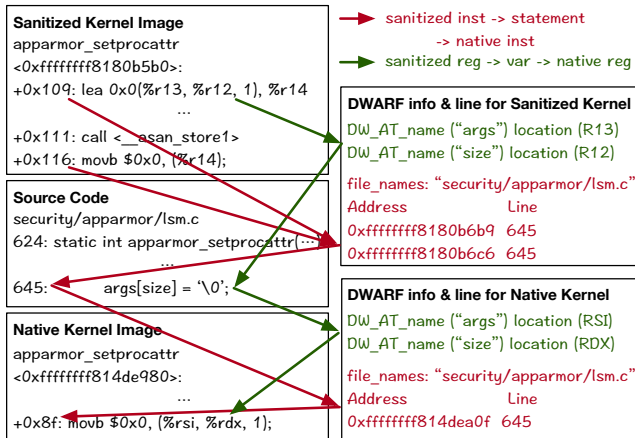 Sanitized Kernel Image
apparmor_setprocattr
<0xffffffff8180b5b0>:
+0x109: lea 0x0(%r13, %r12, 1), %r14
...
+0x111: call <__asan_store1>
+0x116: movb $0x0, (%r14);
Source Code
security/apparmor/lsm.c
624: static int apparmor_setprocattr(...)
...
645: args[size] = ‘\0’;
Native Kernel Image
apparmor_setprocattr
<0xffffffff814de980>:
...
+0x8f: movb $0x0, (%rsi, %rdx, 1);
sanitized inst -> statement
-> native inst
sanitized reg -> var -> native reg
DWARF info & line for Sanitized Kernel
DW_AT_name (“args”) location (R13)
DW_AT_name (“size”) location (R12)
file_names: “security/apparmor/lsm.c”
Address Line
0xffffffff8180b6b9 645
0xffffffff8180b6c6 645
DWARF info & line for Native Kernel
DW_AT_name (“args”) location (RSI)
DW_AT_name (“size”) location (RDX)
file_names: “security/apparmor/lsm.c”
Address Line
0xffffffff814dea0f 645